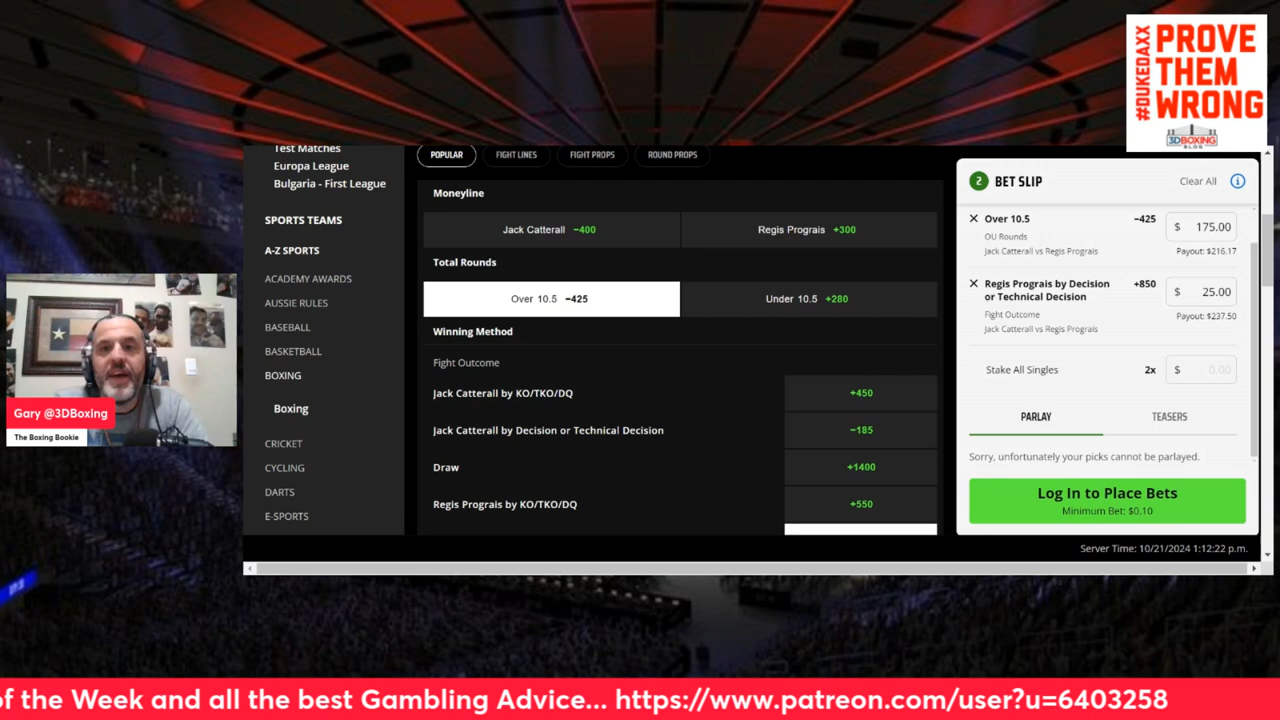 #DUKEDAXX
PROVE
THEM
WRONG
3DBOXING
BLOG
Test Matches
Europa League
Bulgaria - First League
SPORTS TEAMS
A-Z SPORTS
ACADEMY AWARDS
AUSSIE RULES
BASEBALL
BASKETBALL
BOXING
Boxing
CRICKET
CYCLING
DARTS
E-SPORTS
POPULAR FIGHT LINES FIGHT PROPS ROUND PROPS
Moneyline
Jack Catterall −400 Regis Prograis +300
Total Rounds
Over 10.5 −425 Under 10.5 +280
Winning Method
Fight Outcome
Jack Catterall by KO/TKO/DQ +450
Jack Catterall by Decision or Technical Decision −185
Draw +1400
Regis Prograis by KO/TKO/DQ +550
2 BET SLIP Clear All
Over 10.5 −425 $ 175.00
OU Rounds
Jack Catterall vs Regis Prograis Payout: $216.17
Regis Prograis by Decision +850
or Technical Decision $ 25.00
Fight Outcome Payout: $237.50
Jack Catterall vs Regis Prograis
Stake All Singles 2x $ 0.00
PARLAY TEASERS
Sorry, unfortunately your picks cannot be parlayed.
Log In to Place Bets
Minimum Bet: $0.10
Server Time: 10/21/2024 1:12:22 p.m.
Gary @3DBoxing
The Boxing Bookie
of the Week and all the best Gambling Advice... https://www.patreon.com/user?u=6403258